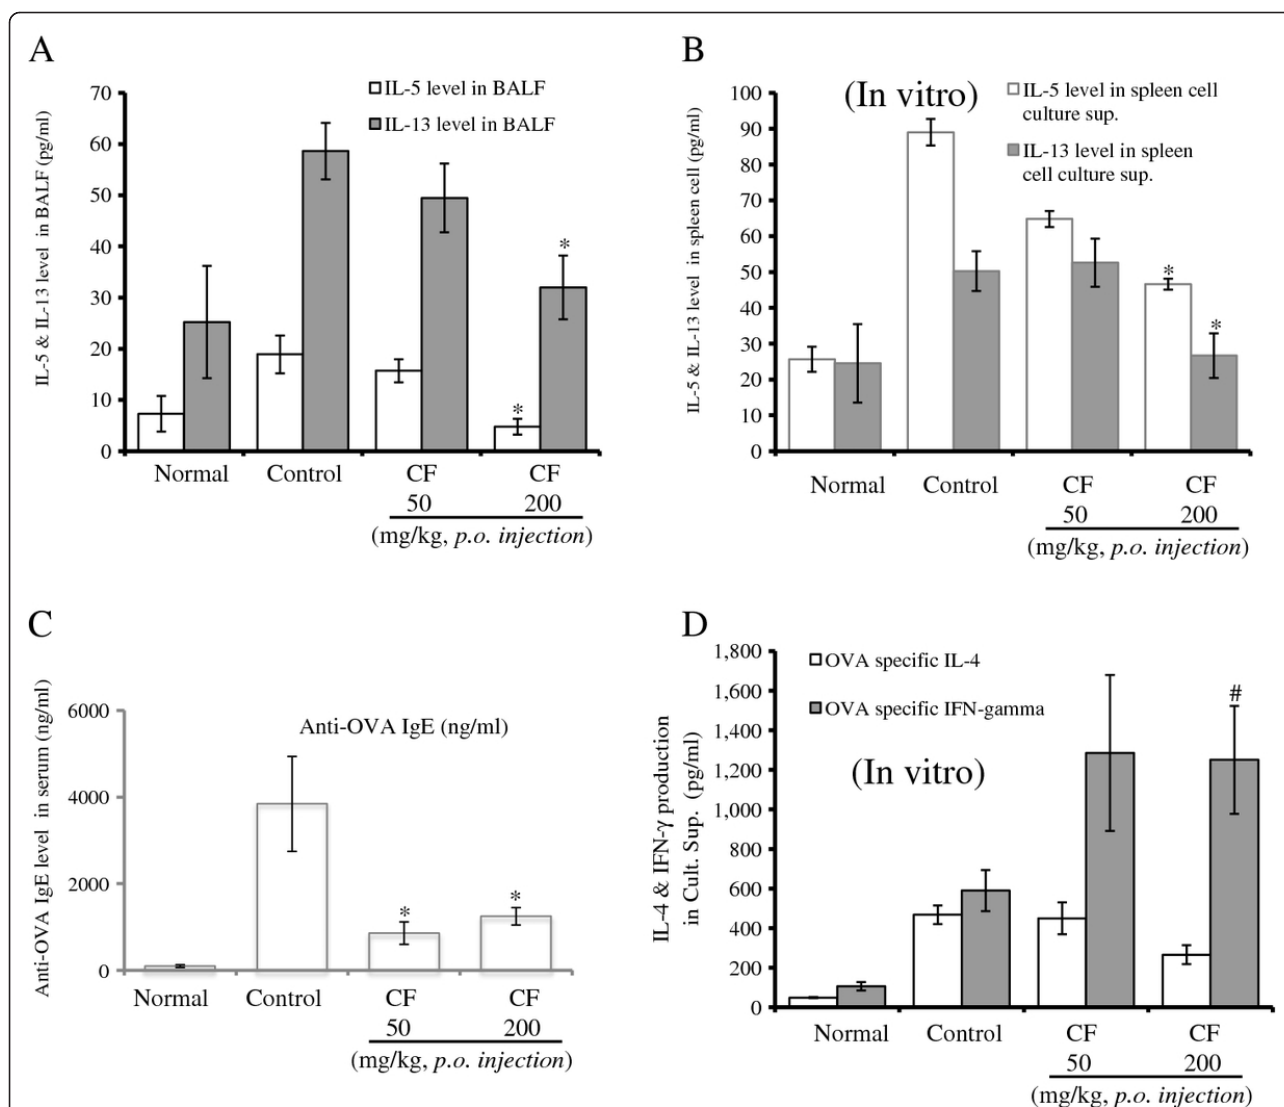 A
IL-5 & IL-13 level in BALF (pg/ml)
70
60
50
40
30
20
10
0
IL-5 level in BALF
IL-13 level in BALF
*
*
Normal Control CF CF
50 200
(mg/kg, p.o. injection)
B
IL-5 & IL-13 level in spleen cell (pg/ml)
100
90
80
70
60
50
40
30
20
10
0
(In vitro)
IL-5 level in spleen cell
culture sup.
IL-13 level in spleen
cell culture sup.
*
*
Normal Control CF CF
50 200
(mg/kg, p.o. injection)
C
Anti-OVA IgE level in serum (ng/ml)
6000
4000
2000
0
Anti-OVA IgE (ng/ml)
* *
Normal Control CF CF
50 200
(mg/kg, p.o. injection)
D
IL-4 & IFN-γ production
in Cult. Sup. (pg/ml)
1,800
1,600
1,400
1,200
1,000
800
600
400
200
0
OVA specific IL-4
OVA specific IFN-gamma
(In vitro)
#
Normal Control CF CF
50 200
(mg/kg, p.o. injection)